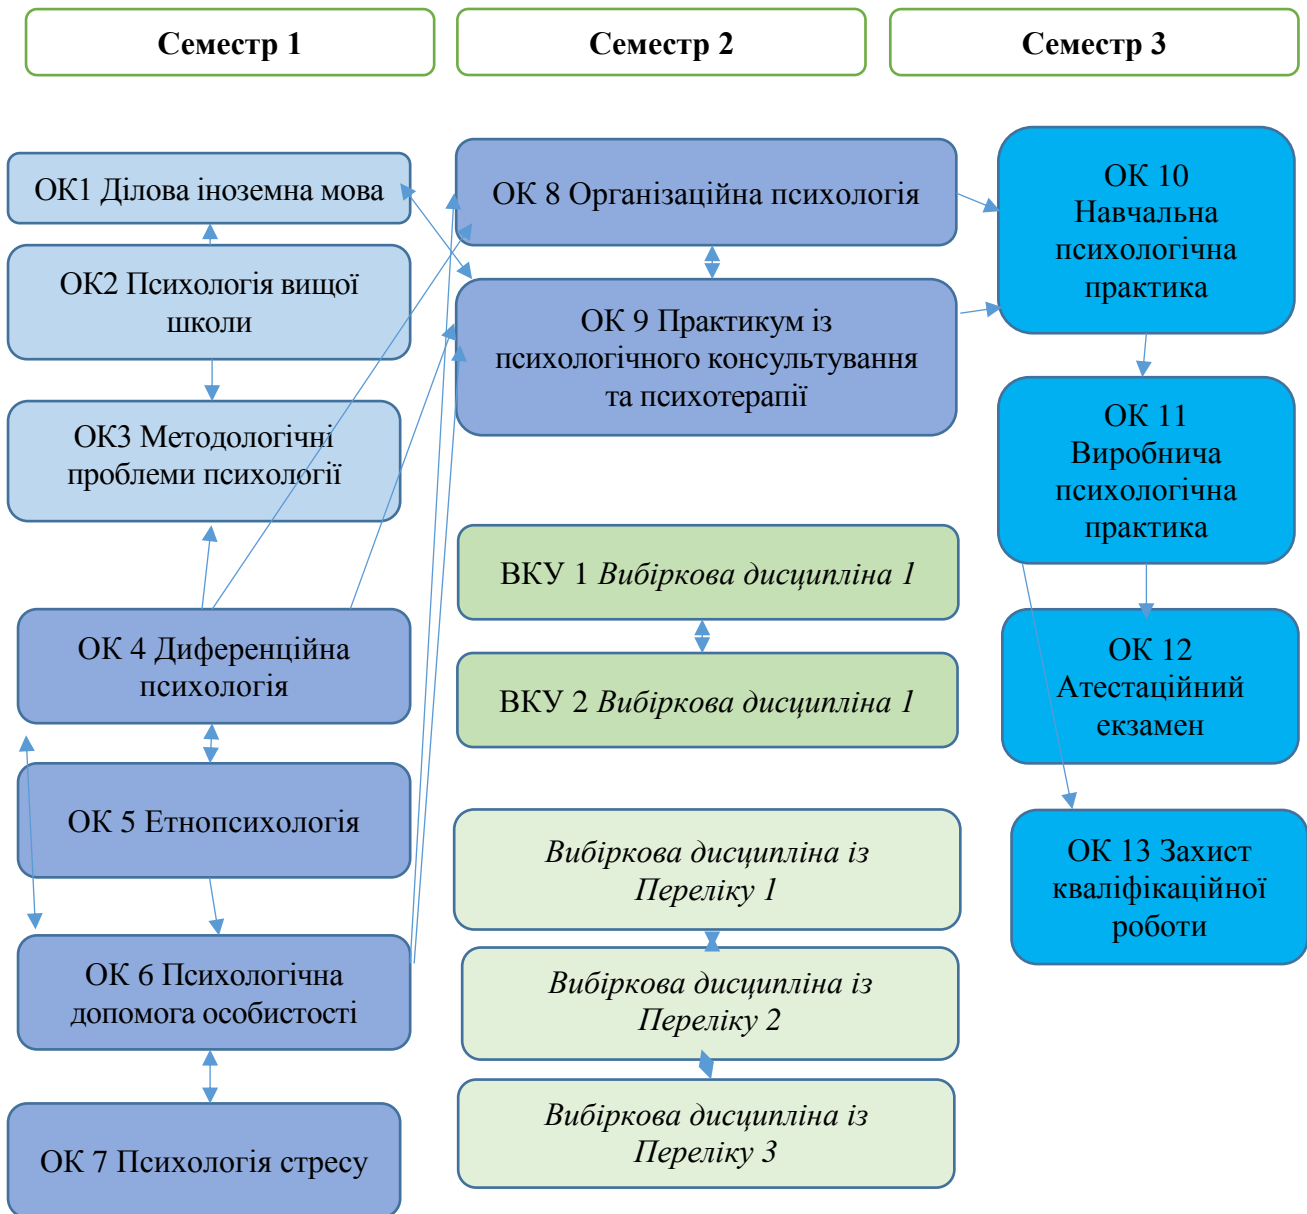 Семестр 1
Семестр 2
Семестр 3
ОК1 Ділова іноземна мова
ОК2 Психологія вищої
школи
ОК3 Методологічні
проблеми психології
ОК 4 Диференційна
психологія
ОК 5 Етнопсихологія
ОК 6 Психологічна
допомога особистості
ОК 7 Психологія стресу
ОК 8 Організаційна психологія
ОК 9 Практикум із
психологічного консультування
та психотерапії
ВКУ 1 Вибіркова дисципліна 1
ВКУ 2 Вибіркова дисципліна 1
Вибіркова дисципліна із
Переліку 1
Вибіркова дисципліна із
Переліку 2
Вибіркова дисципліна із
Переліку 3
ОК 10
Навчальна
психологічна
практика
ОК 11
Виробнича
психологічна
практика
ОК 12
Атестаційний
екзамен
ОК 13 Захист
кваліфікаційної
роботи